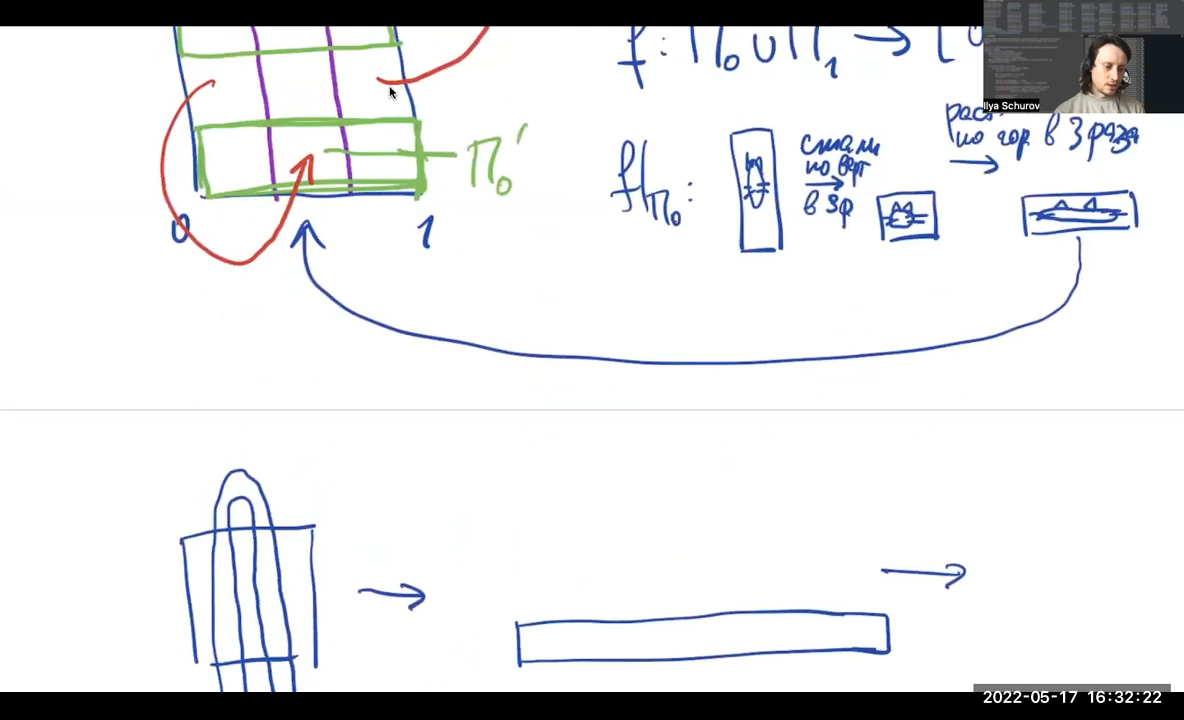 f: Π₀ ∪ Π₁ → [0
Ilya Schurov
раст
по гор в 3 раза
сжали
по верт
в 3 р
f|Π₀:
Π₀'
0 1
2022-05-17 16:32:22